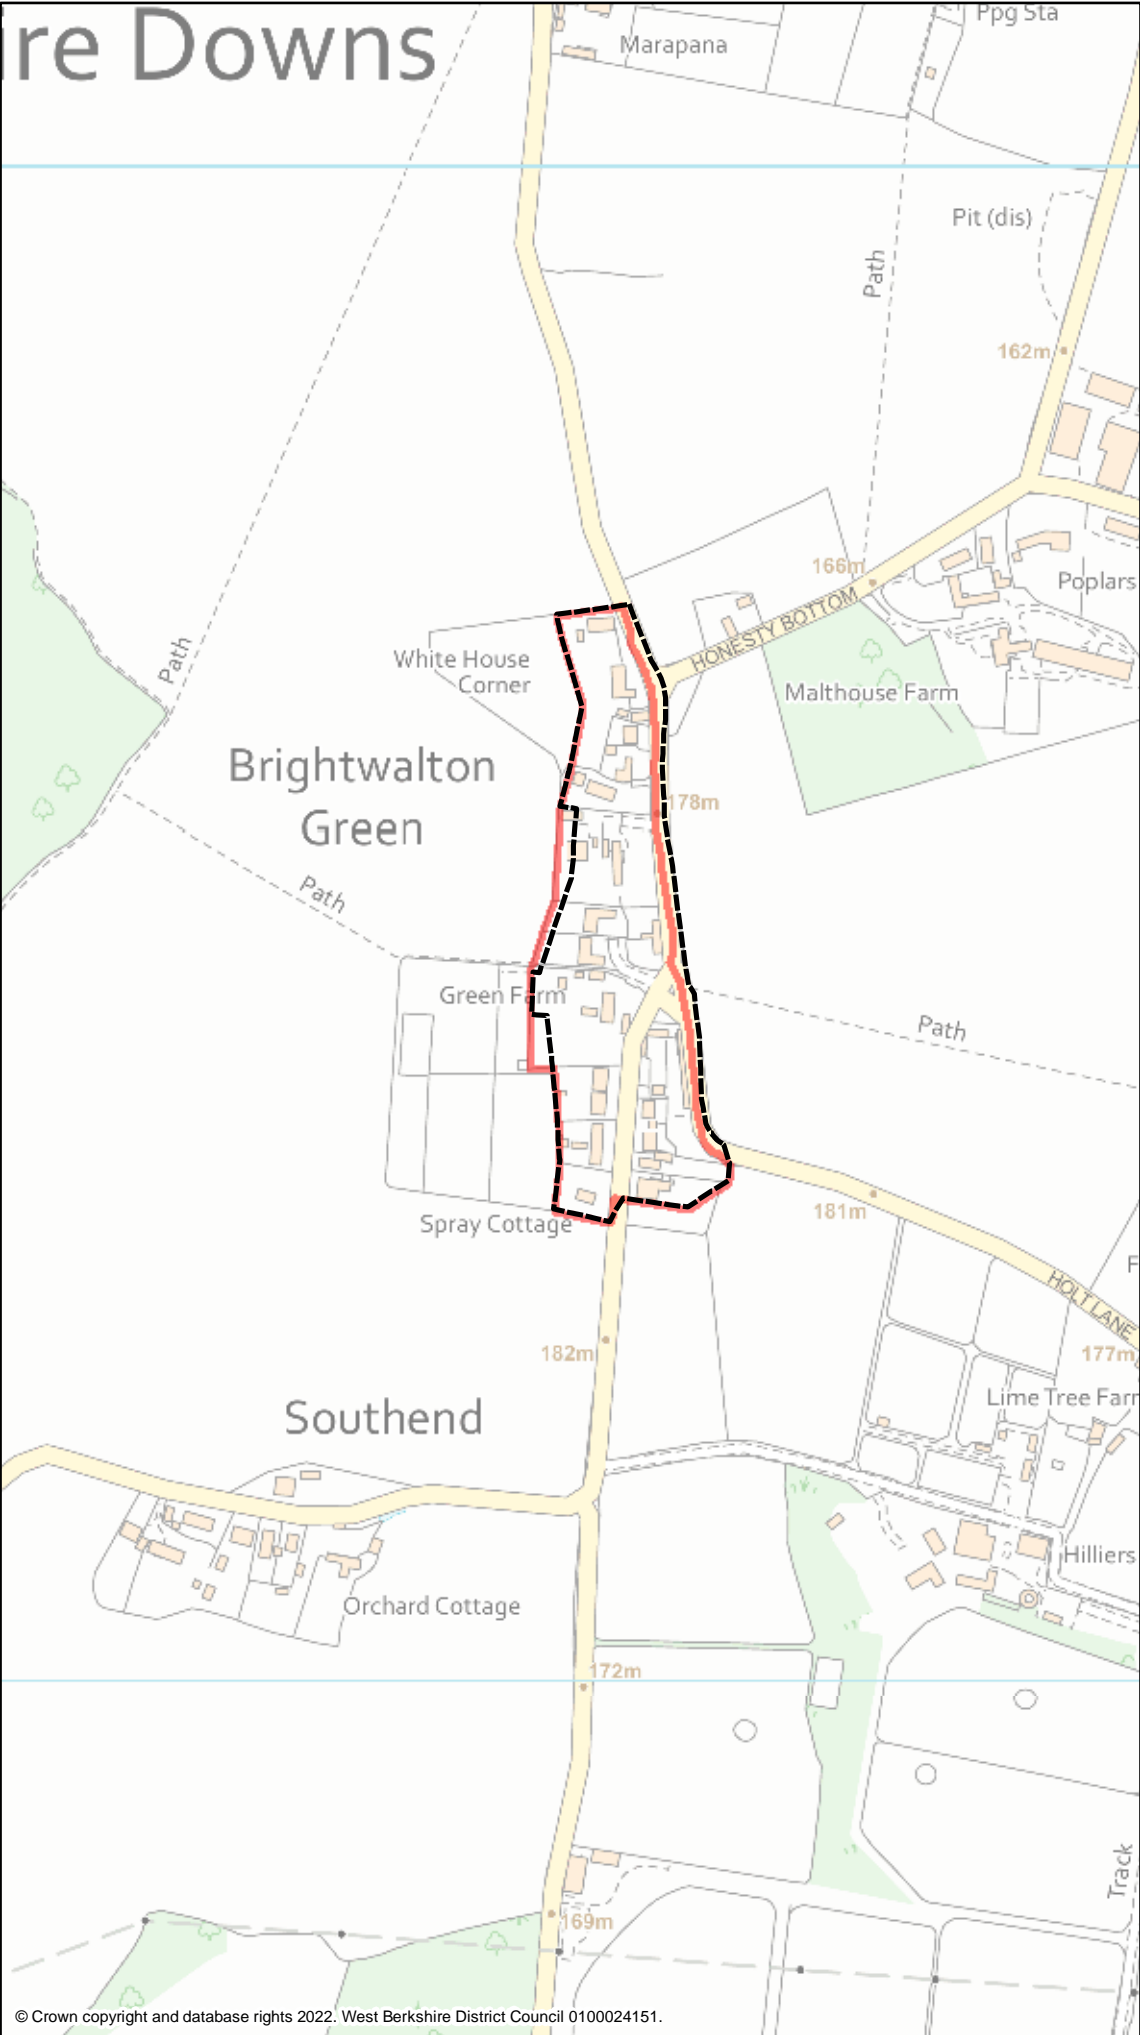 ire Downs
Ppg Sta
Marapana
Pit (dis)
Path
162m
166m
Poplars
HONESTY BOTTOM
Path
White House
Corner
Malthouse Farm
Brightwalton
Green
178m
Path
Green Farm
Path
Spray Cottage
181m
F
HOLT LANE
182m
177m
Lime Tree Farm
Southend
Hilliers
Orchard Cottage
172m
Track
169m
© Crown copyright and database rights 2022. West Berkshire District Council 0100024151.